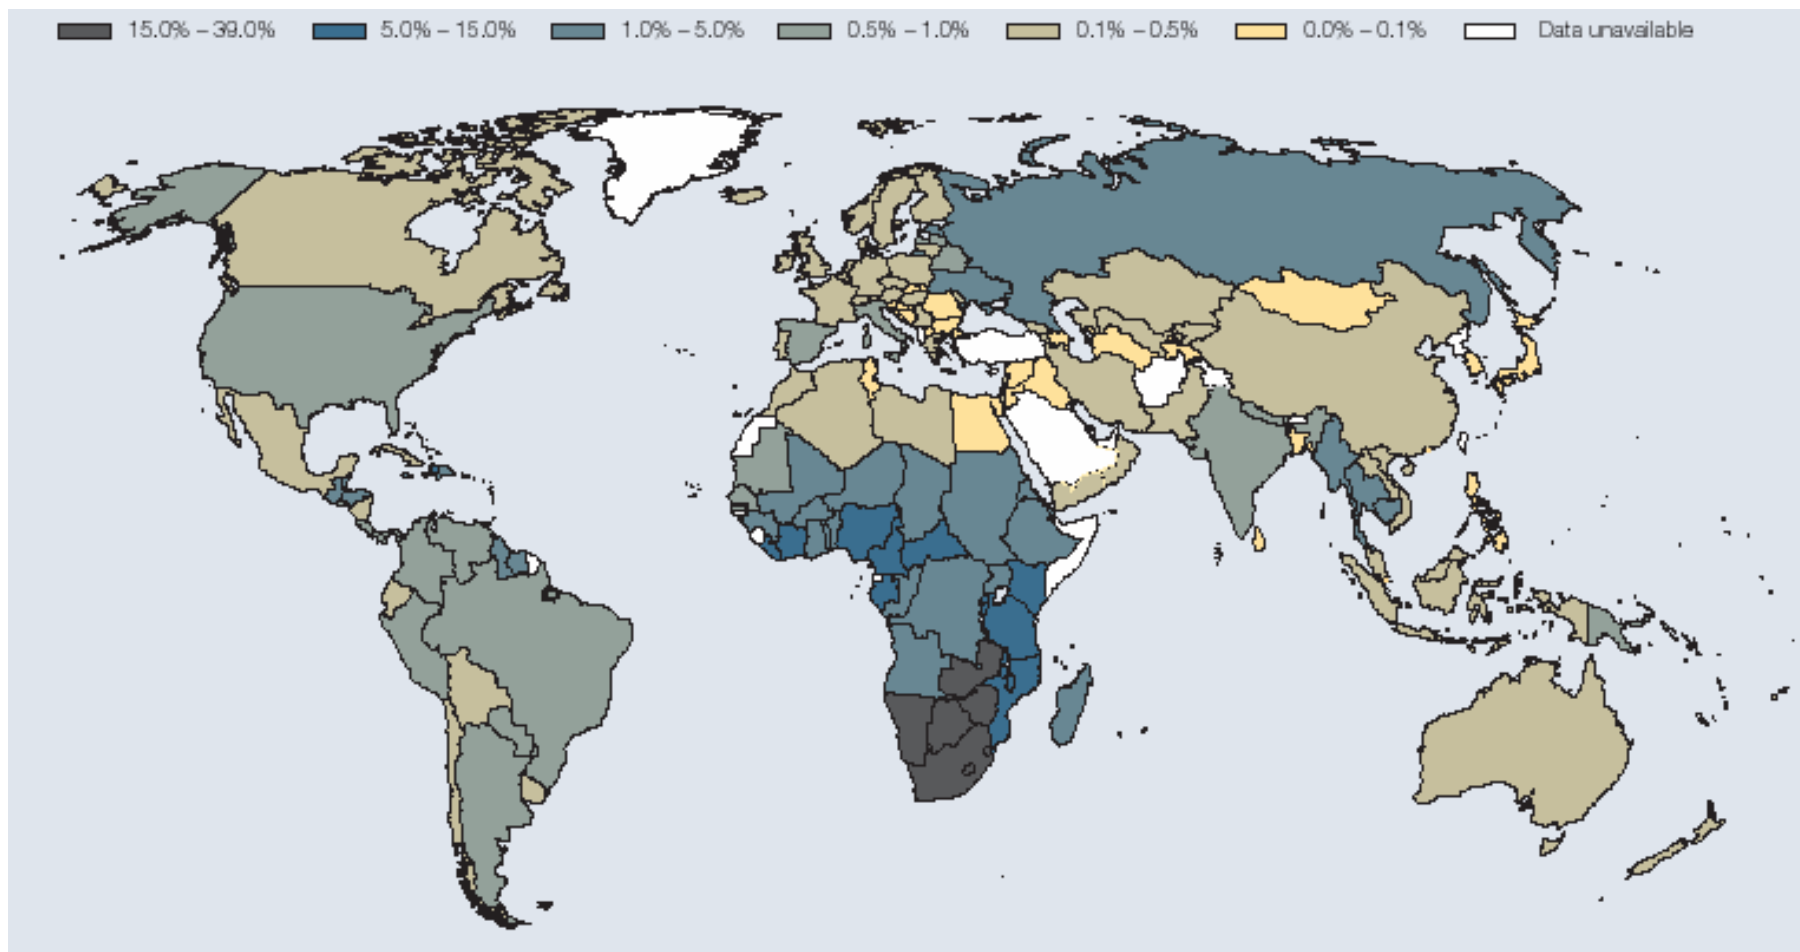 15.0% – 39.0% 5.0% – 15.0% 1.0% – 5.0% 0.5% – 1.0% 0.1% – 0.5% 0.0% – 0.1% Data unavailable